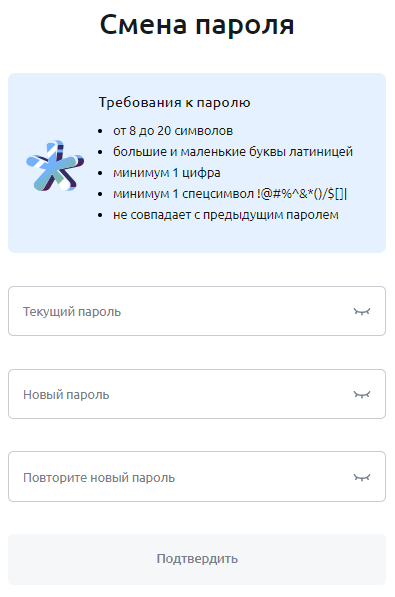 Смена пароля
Требования к паролю
от 8 до 20 символов
большие и маленькие буквы латиницей
минимум 1 цифра
минимум 1 спецсимвол !@#%^&*()/$[]|
не совпадает с предыдущим паролем
Текущий пароль
Новый пароль
Повторите новый пароль
Подтвердить